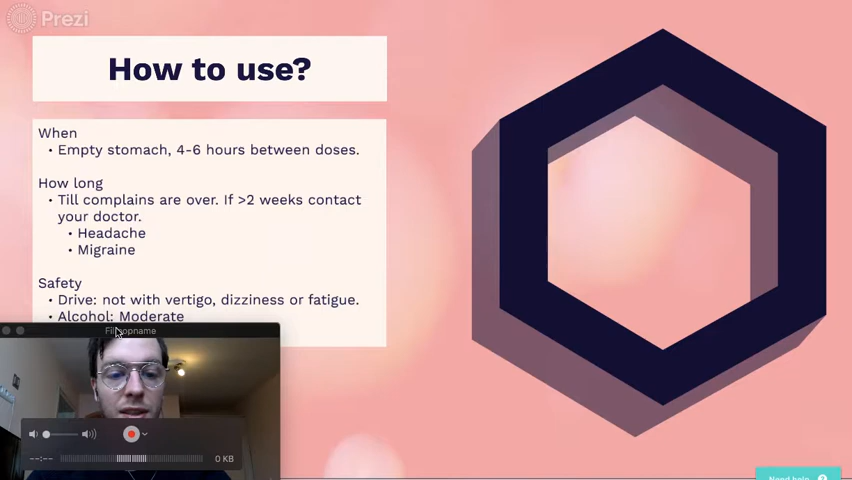 Prezi
How to use?
When
• Empty stomach, 4-6 hours between doses.
How long
• Till complains are over. If >2 weeks contact
your doctor.
• Headache
• Migraine
Safety
• Drive: not with vertigo, dizziness or fatigue.
• Alcohol: Moderate
--:--
0 KB
Need help
?